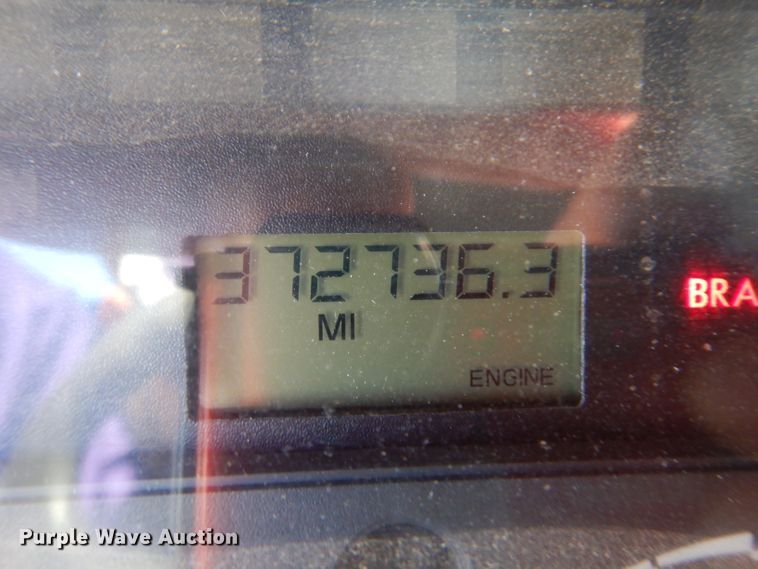 372736.3
MI
BRA
ENGINE
Purple Wave Auction